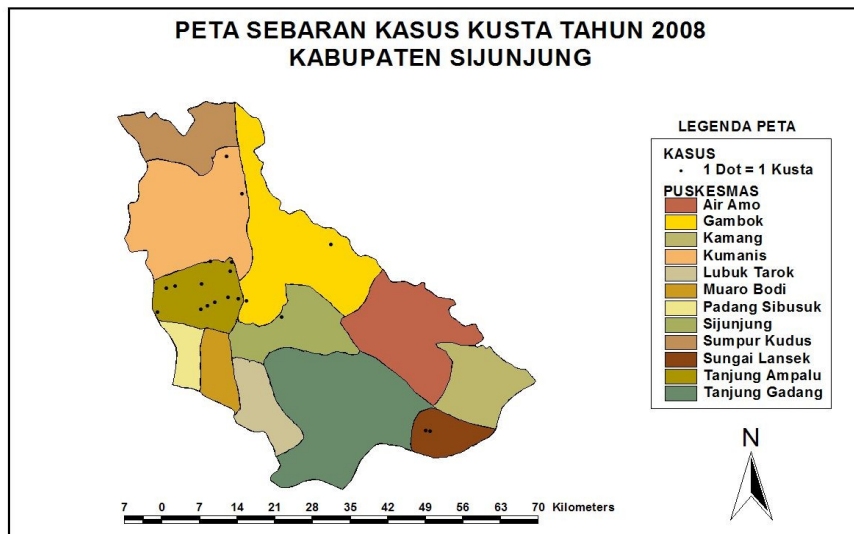 PETA SEBARAN KASUS KUSTA TAHUN 2008
KABUPATEN SIJUNJUNG
LEGENDA PETA
KASUS
1 Dot = 1 Kusta
PUSKESMAS
Air Amo
Gambok
Kamang
Kumanis
Lubuk Tarok
Muaro Bodi
Padang Sibusuk
Sijunjung
Sumpur Kudus
Sungai Lansek
Tanjung Ampalu
Tanjung Gadang
N
7 0 7 14 21 28 35 42 49 56 63 70 Kilometers